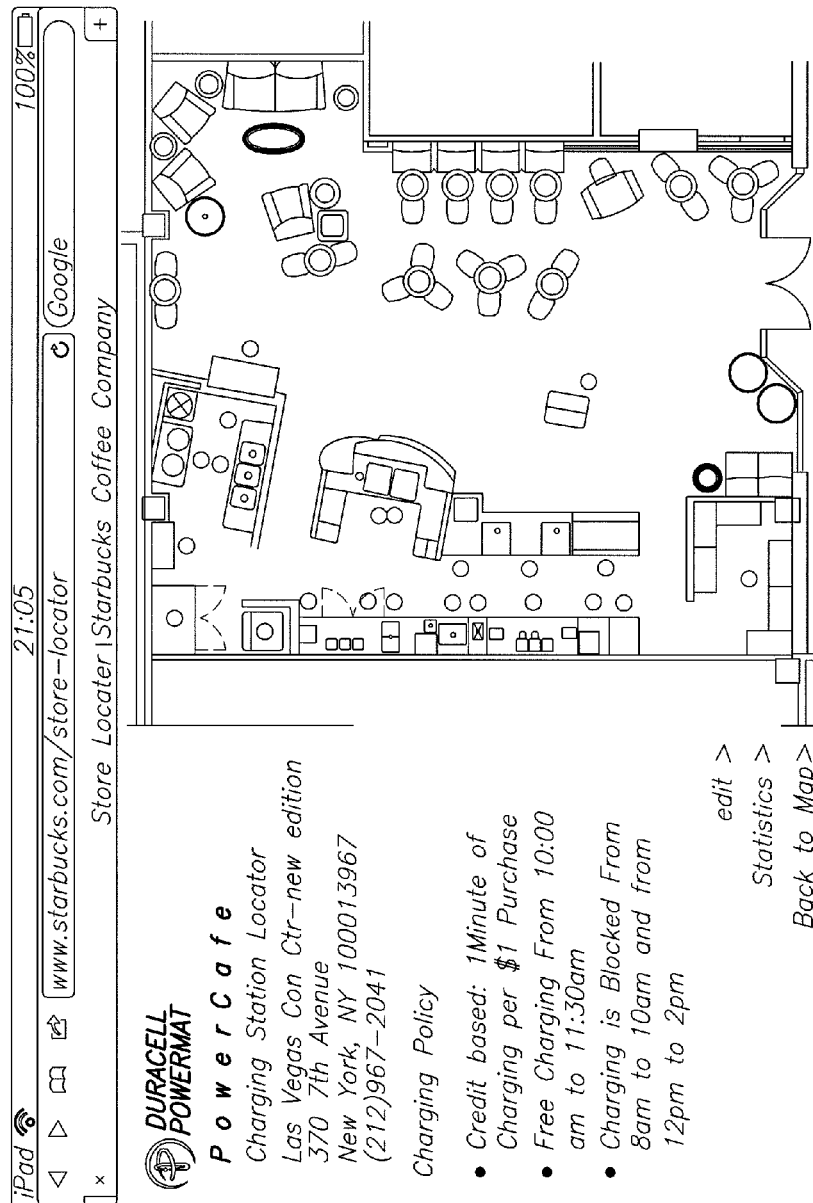 iPad 21:05 100%
www.starbucks.com/store-locator Google
× Store Locater|Starbucks Coffee Company +
DURACELL
POWERMAT
PowerCafe
Charging Station Locator
Las Vegas Con Ctr-new edition
370 7th Avenue
New York, NY 100013967
(212)967-2041
Charging Policy
• Credit based: 1Minute of
Charging per $1 Purchase
• Free Charging From 10:00
am to 11:30am
• Charging is Blocked From
8am to 10am and from
12pm to 2pm
edit >
Statistics >
Back to Map>